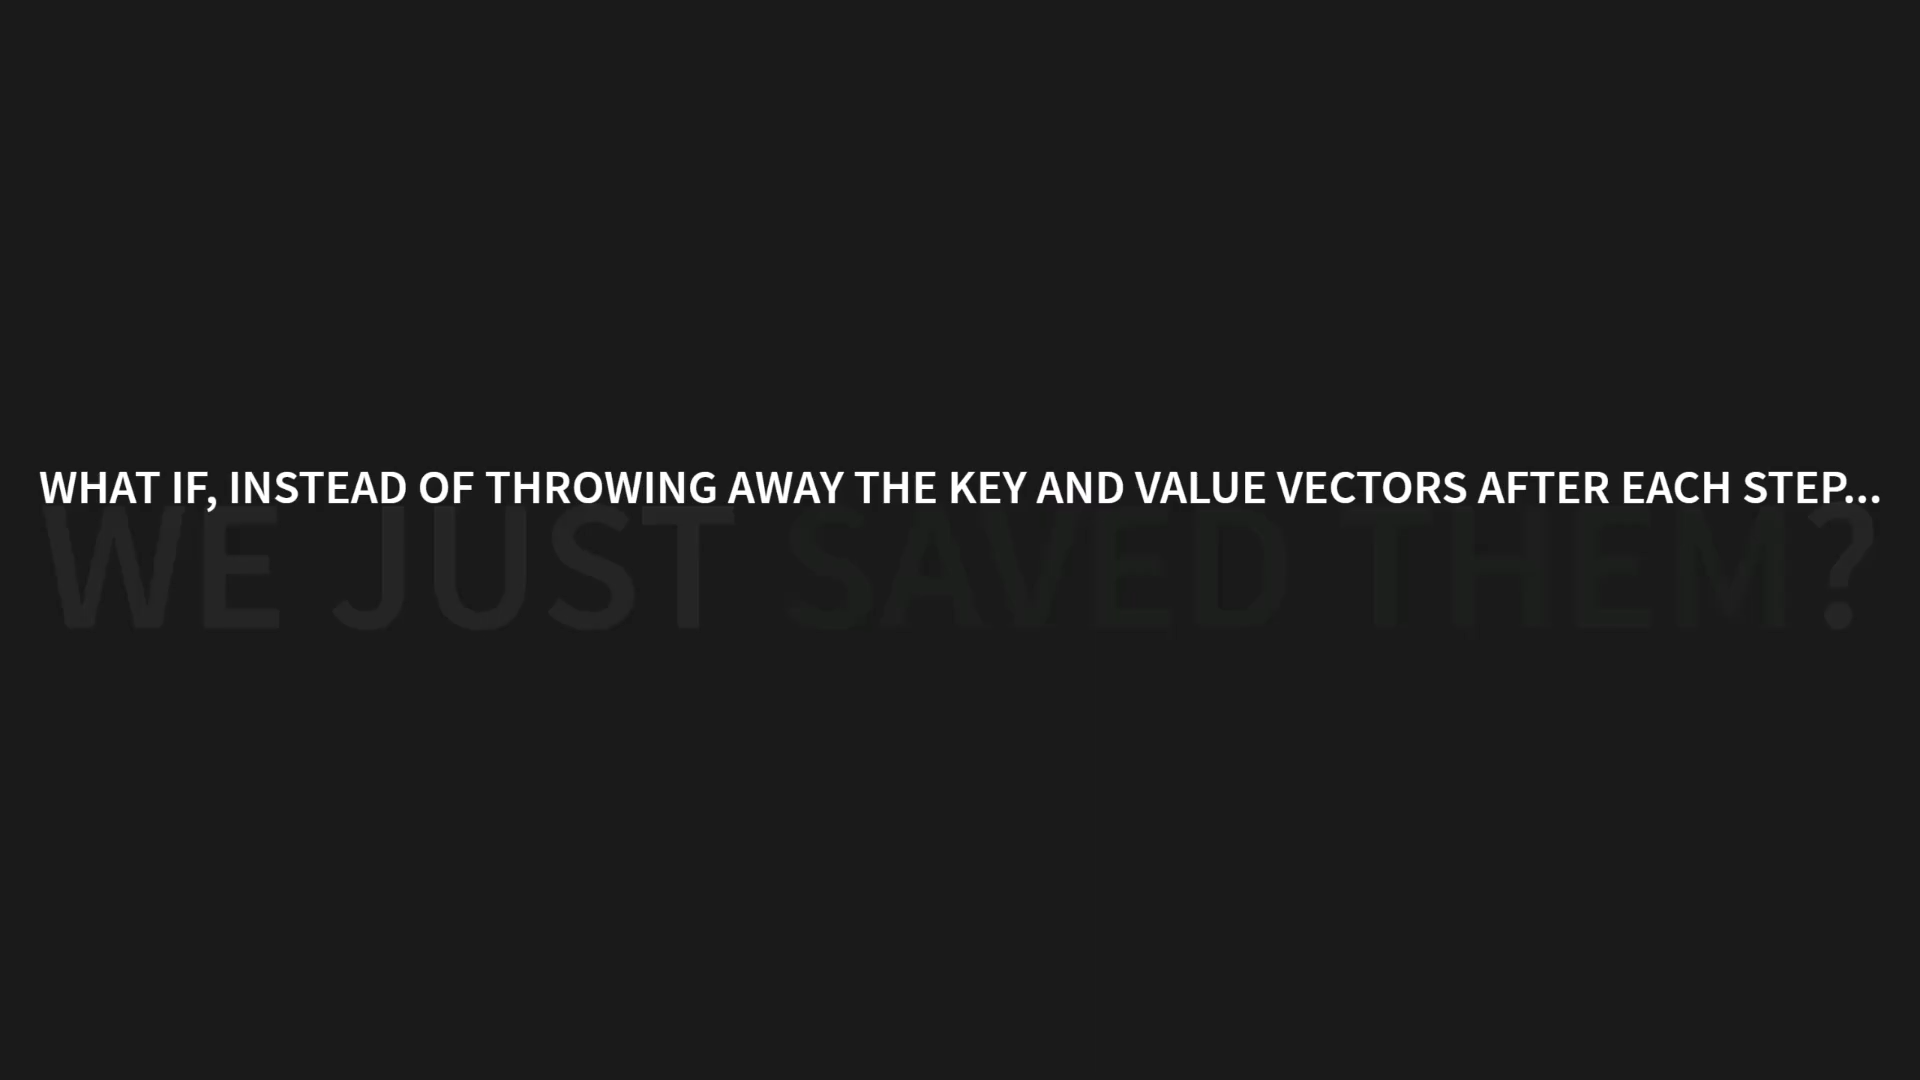 WHAT IF, INSTEAD OF THROWING AWAY THE KEY AND VALUE VECTORS AFTER EACH STEP...
WE JUST SAVED THEM?